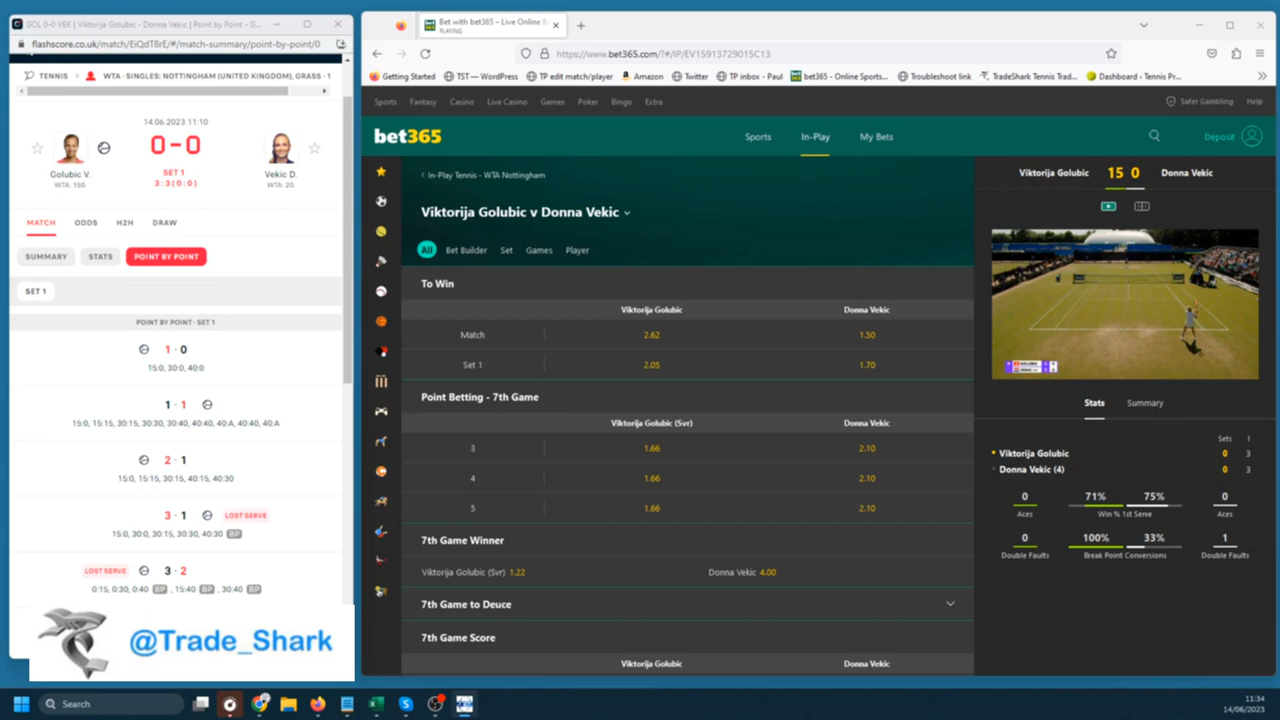 GOL 0-0 VEK | Viktorija Golubic - Donna Vekic | Point by Point - G...
flashscore.co.uk/match/EiQdT8rE/#/match-summary/point-by-point/0
TENNIS > WTA - SINGLES: NOTTINGHAM (UNITED KINGDOM), GRASS - 1
14.06.2023 11:10
0-0
SET 1
3 : 3 ( 0 : 0 )
Golubic V.
WTA: 150.
Vekic D.
WTA: 20.
MATCH ODDS H2H DRAW
SUMMARY STATS POINT BY POINT
SET 1
POINT BY POINT - SET 1
1 - 0
15:0, 30:0, 40:0
1 - 1
15:0, 15:15, 30:15, 30:30, 30:40, 40:40, 40:A, 40:40, 40:A
2 - 1
15:0, 15:15, 30:15, 40:15, 40:30
3 - 1 LOST SERVE
15:0, 30:0, 30:15, 30:30, 40:30 BP
LOST SERVE 3 - 2
0:15, 0:30, 0:40 BP , 15:40 BP , 30:40 BP
@Trade_Shark
Bet with bet365 – Live Online B
PLAYING
https://www.bet365.com/?#/IP/EV15913729015C13
Getting Started TST — WordPress TP edit match/player Amazon Twitter TP inbox - Paul bet365 - Online Sports... Troubleshoot link TradeShark Tennis Trad... Dashboard ‹ Tennis Pr...
Sports Fantasy Casino Live Casino Games Poker Bingo Extra Safer Gambling Help
bet365 Sports In-Play My Bets Deposit
In-Play Tennis - WTA Nottingham
Viktorija Golubic v Donna Vekic
All Bet Builder Set Games Player
To Win
Viktorija Golubic Donna Vekic
Match 2.62 1.50
Set 1 2.05 1.70
Point Betting - 7th Game
Viktorija Golubic (Svr) Donna Vekic
3 1.66 2.10
4 1.66 2.10
5 1.66 2.10
7th Game Winner
Viktorija Golubic (Svr) 1.22 Donna Vekic 4.00
7th Game to Deuce
7th Game Score
Viktorija Golubic Donna Vekic
Viktorija Golubic 15 0 Donna Vekic
Stats Summary
Sets 1
Viktorija Golubic 0 3
Donna Vekic (4) 0 3
0 71% 75% 0
Aces Win % 1st Serve Aces
0 100% 33% 1
Double Faults Break Point Conversions Double Faults
Search
11:34
14/06/2023